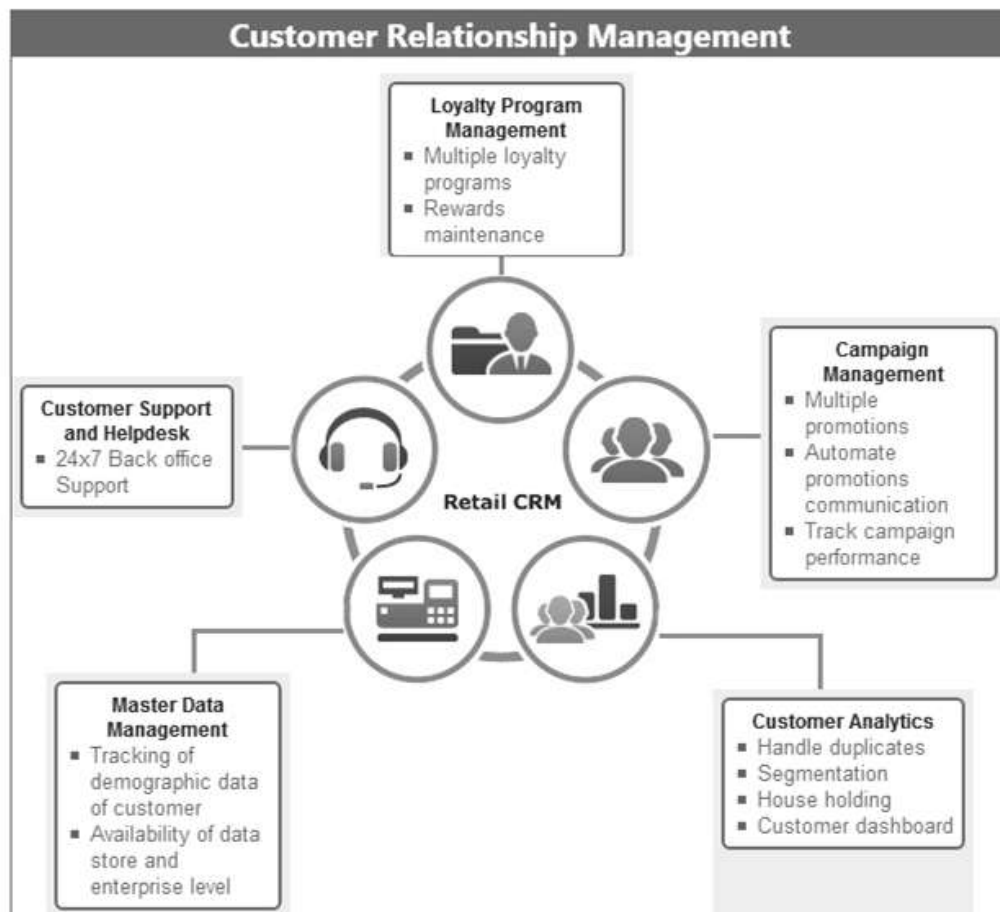 Customer Relationship Management
Loyalty Program
Management
▪ Multiple loyalty
programs
▪ Rewards
maintenance
Campaign
Management
▪ Multiple
promotions
▪ Automate
promotions
communication
▪ Track campaign
performance
Customer Support
and Helpdesk
▪ 24x7 Back office
Support
Retail CRM
Master Data
Management
▪ Tracking of
demographic data
of customer
▪ Availability of data
store and
enterprise level
Customer Analytics
▪ Handle duplicates
▪ Segmentation
▪ House holding
▪ Customer dashboard